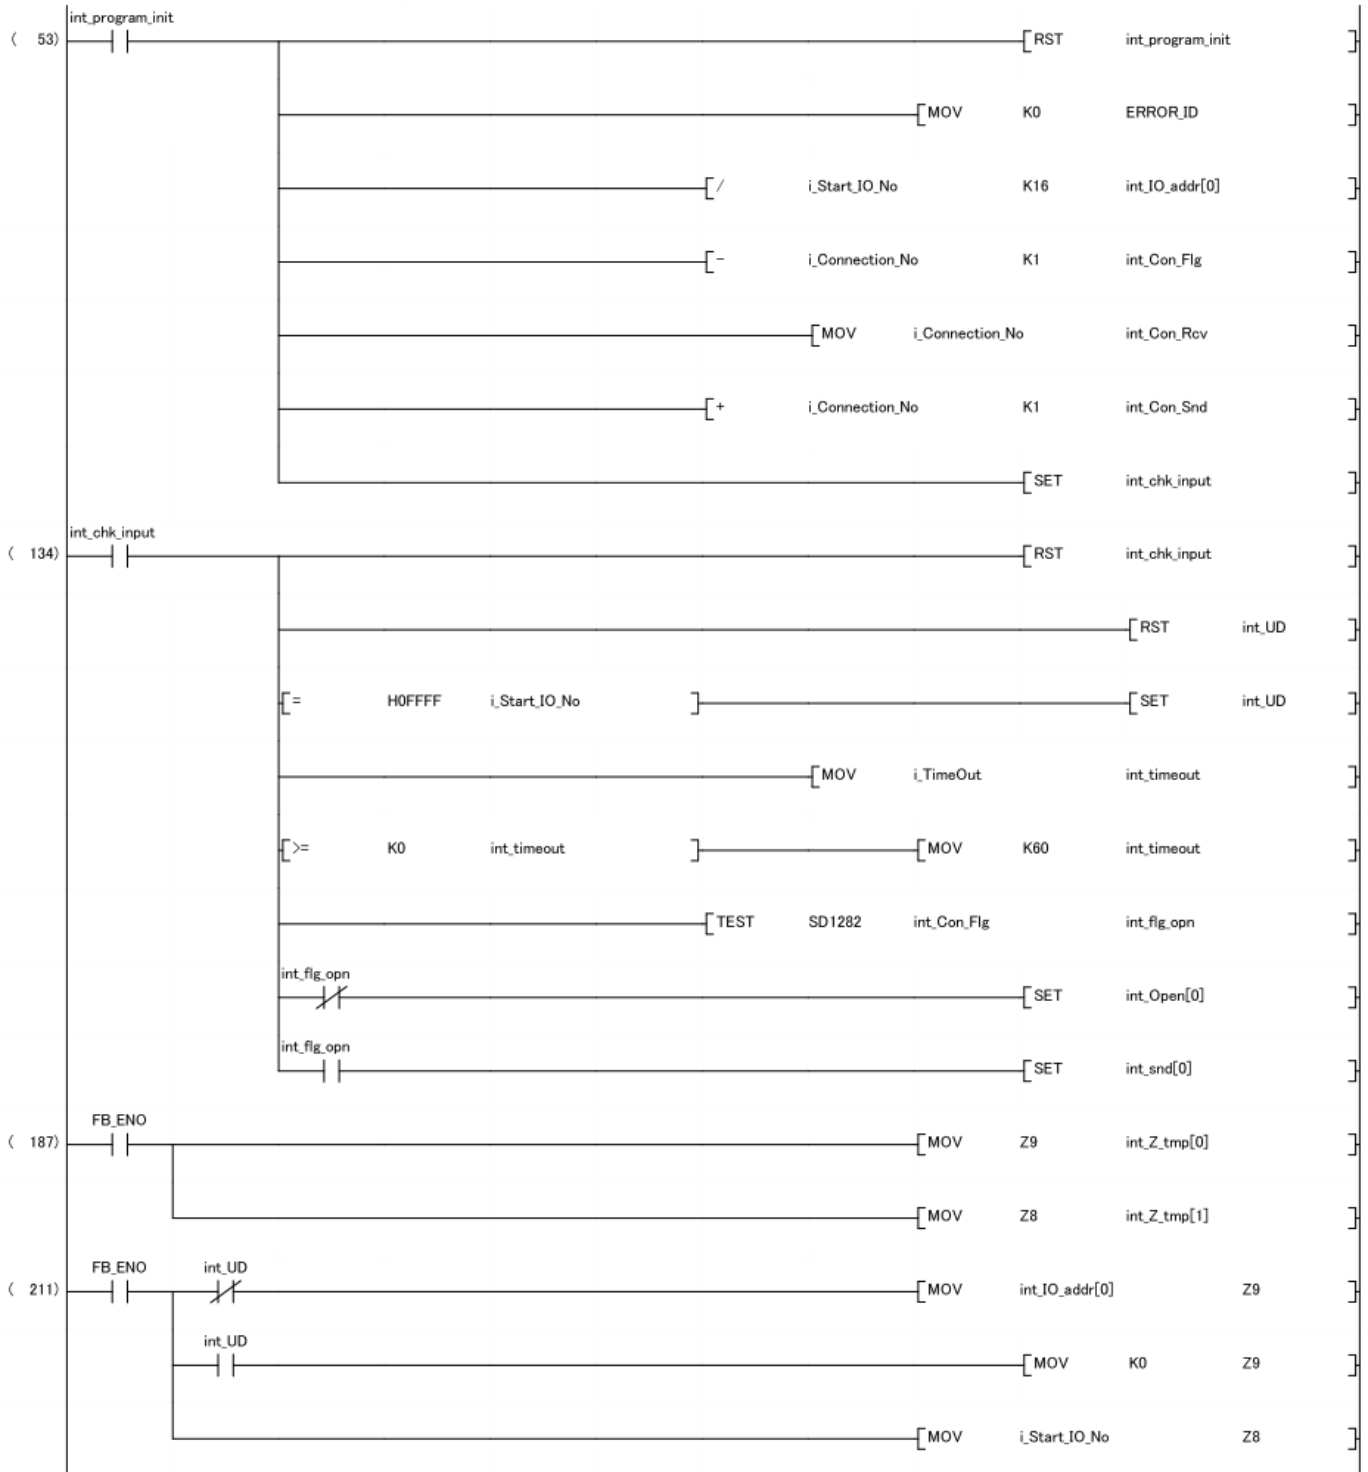 int_program_init
( 53) RST int_program_init
MOV K0 ERROR_ID
/ i_Start_IO_No K16 int_IO_addr[0]
- i_Connection_No K1 int_Con_Flg
MOV i_Connection_No int_Con_Rcv
+ i_Connection_No K1 int_Con_Snd
SET int_chk_input
int_chk_input
( 134) RST int_chk_input
RST int_UD
= H0FFFF i_Start_IO_No SET int_UD
MOV i_TimeOut int_timeout
>= K0 int_timeout MOV K60 int_timeout
TEST SD1282 int_Con_Flg int_flg_opn
int_flg_opn
SET int_Open[0]
int_flg_opn
SET int_snd[0]
FB_ENO
( 187) MOV Z9 int_Z_tmp[0]
MOV Z8 int_Z_tmp[1]
FB_ENO int_UD
( 211) MOV int_IO_addr[0] Z9
int_UD
MOV K0 Z9
MOV i_Start_IO_No Z8